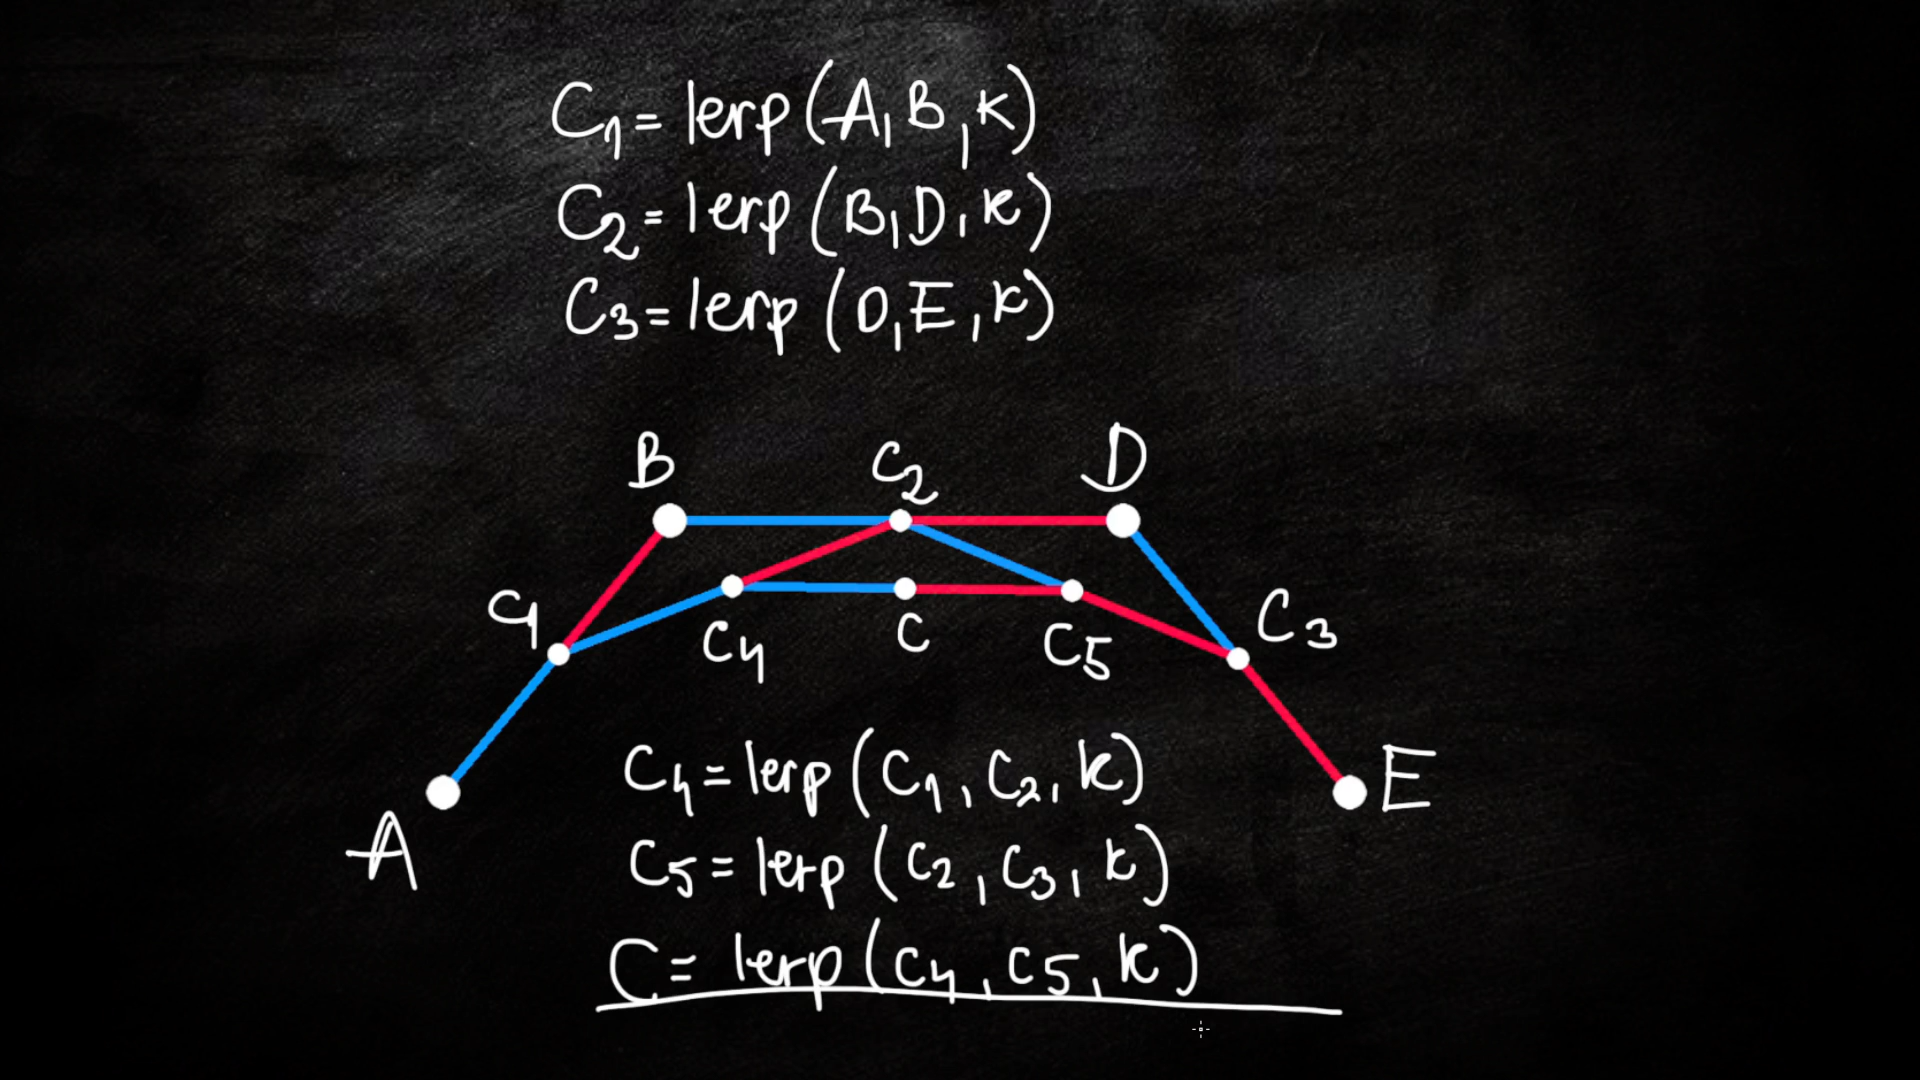 C1 = lerp (A, B, K)
C2 = lerp (B, D, K)
C3 = lerp (D, E, K)
B C2 D
C1 C4 C C5 C3
A E
C4 = lerp (C1, C2, K)
C5 = lerp (C2, C3, K)
C = lerp (C4, C5, K)